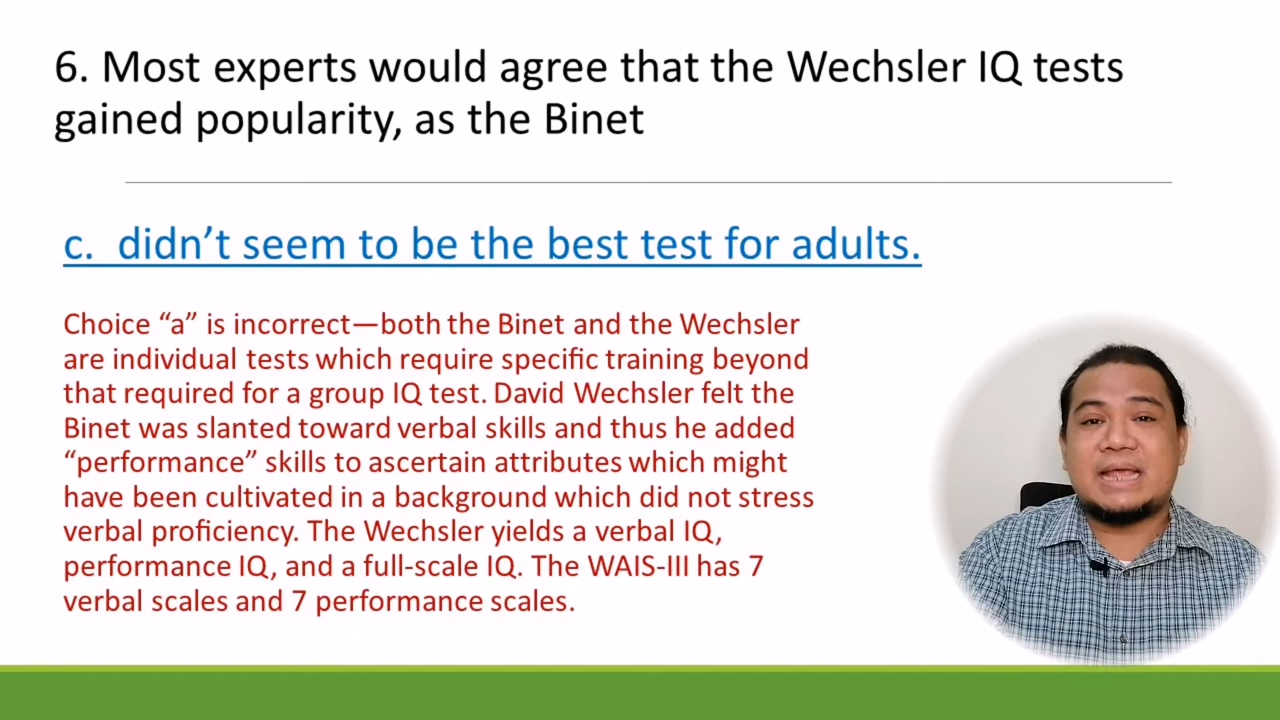 6. Most experts would agree that the Wechsler IQ tests
gained popularity, as the Binet
c. didn’t seem to be the best test for adults.
Choice “a” is incorrect—both the Binet and the Wechsler
are individual tests which require specific training beyond
that required for a group IQ test. David Wechsler felt the
Binet was slanted toward verbal skills and thus he added
“performance” skills to ascertain attributes which might
have been cultivated in a background which did not stress
verbal proficiency. The Wechsler yields a verbal IQ,
performance IQ, and a full-scale IQ. The WAIS-III has 7
verbal scales and 7 performance scales.